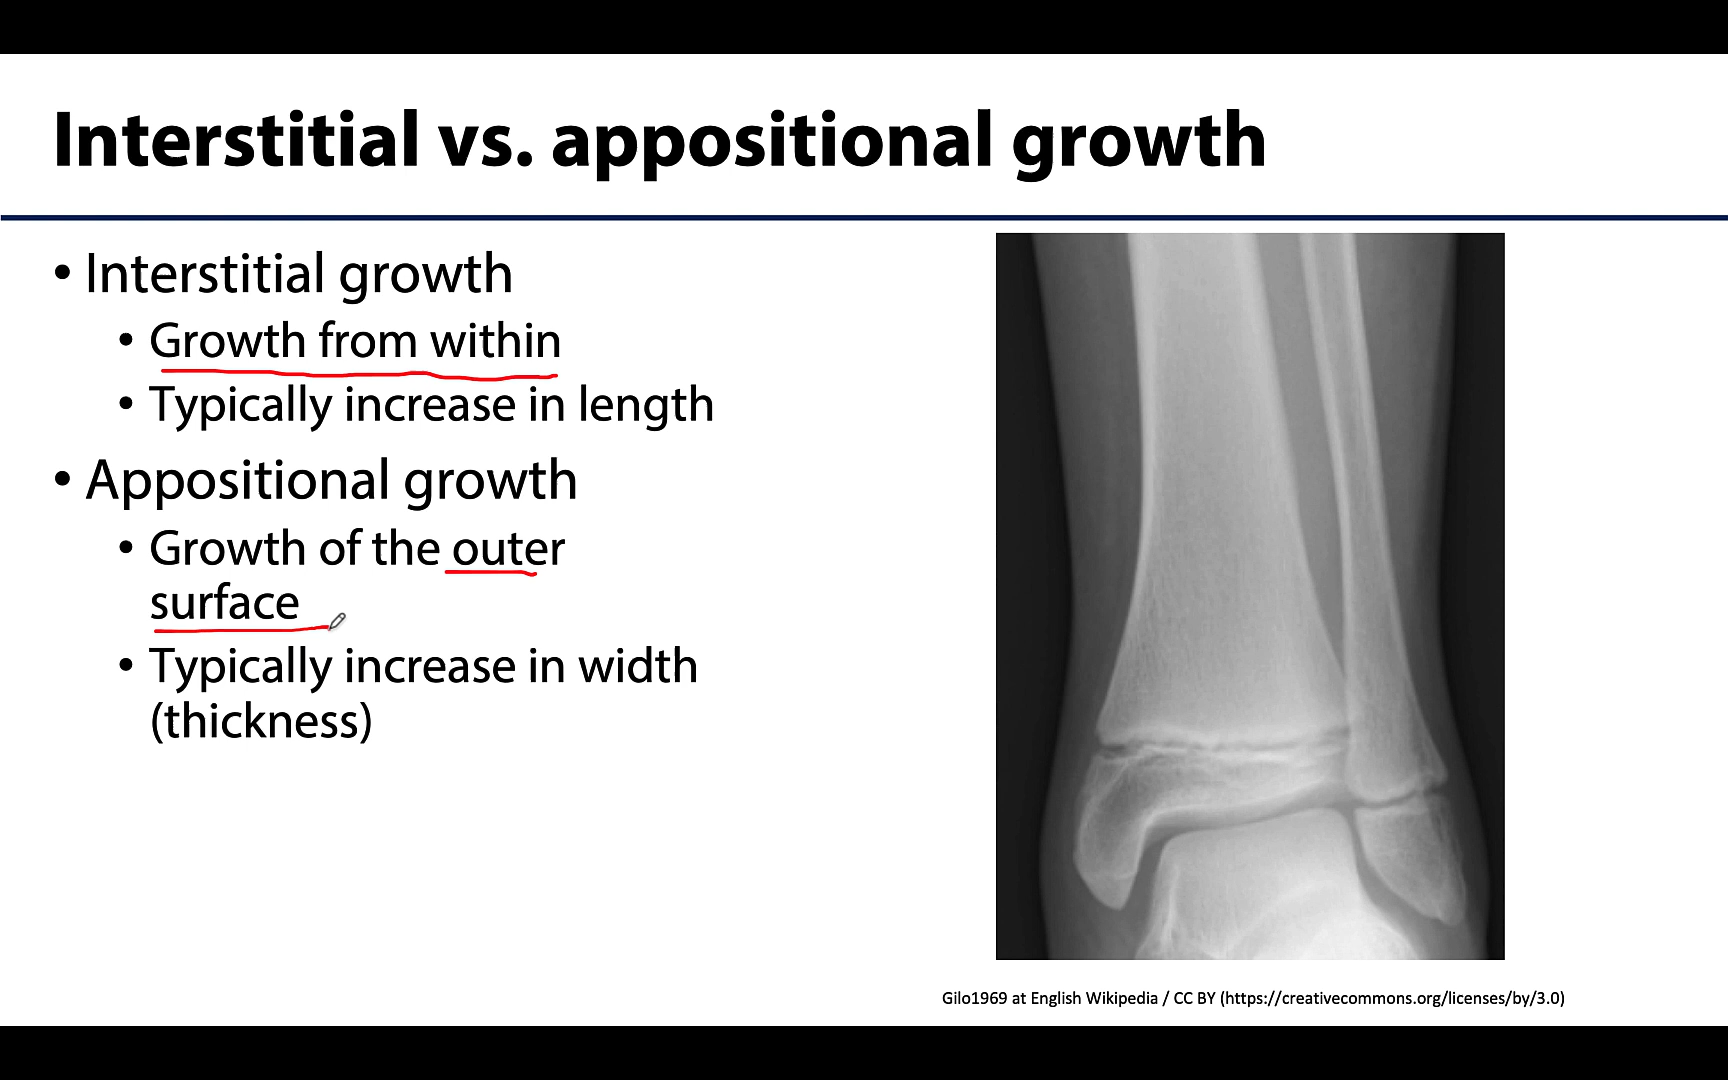 Interstitial vs. appositional growth
• Interstitial growth
• Growth from within
• Typically increase in length
• Appositional growth
• Growth of the outer
surface
• Typically increase in width
(thickness)
Gilo1969 at English Wikipedia / CC BY (https://creativecommons.org/licenses/by/3.0)